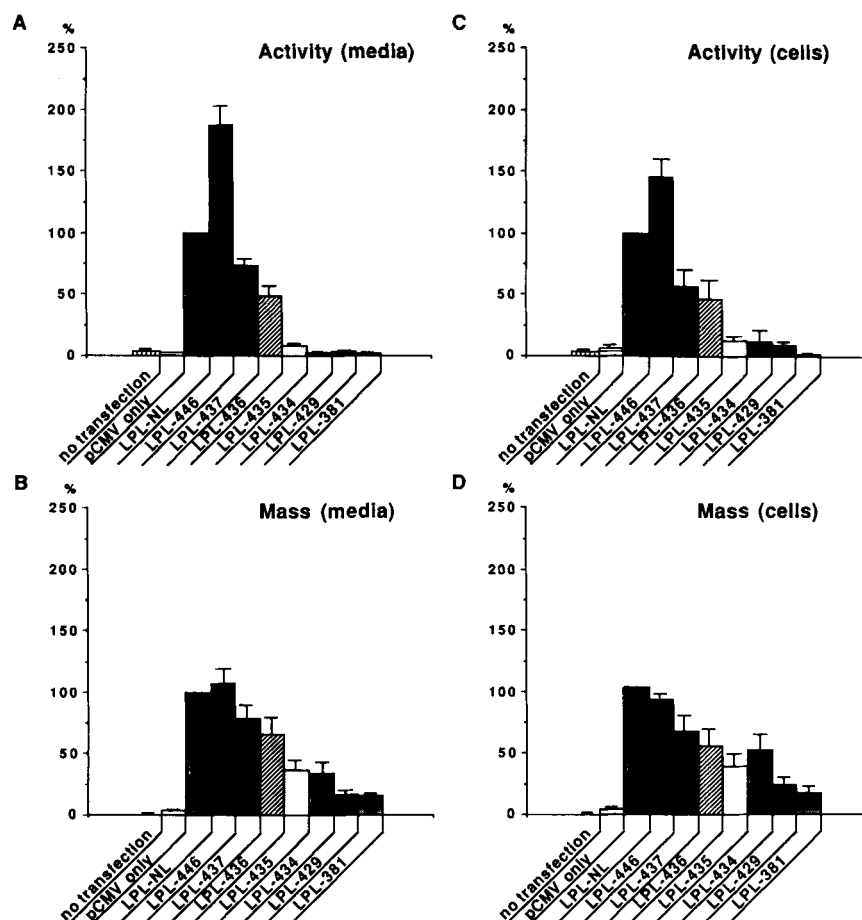 A
%
Activity (media)
250
200
150
100
50
0
no transfection
pCMV only
LPL-NL
LPL-446
LPL-437
LPL-436
LPL-435
LPL-434
LPL-429
LPL-381
C
%
Activity (cells)
250
200
150
100
50
0
no transfection
pCMV only
LPL-NL
LPL-446
LPL-437
LPL-436
LPL-435
LPL-434
LPL-429
LPL-381
B
%
Mass (media)
250
200
150
100
50
0
no transfection
pCMV only
LPL-NL
LPL-446
LPL-437
LPL-436
LPL-435
LPL-434
LPL-429
LPL-381
D
%
Mass (cells)
250
200
150
100
50
0
no transfection
pCMV only
LPL-NL
LPL-446
LPL-437
LPL-436
LPL-435
LPL-434
LPL-429
LPL-381